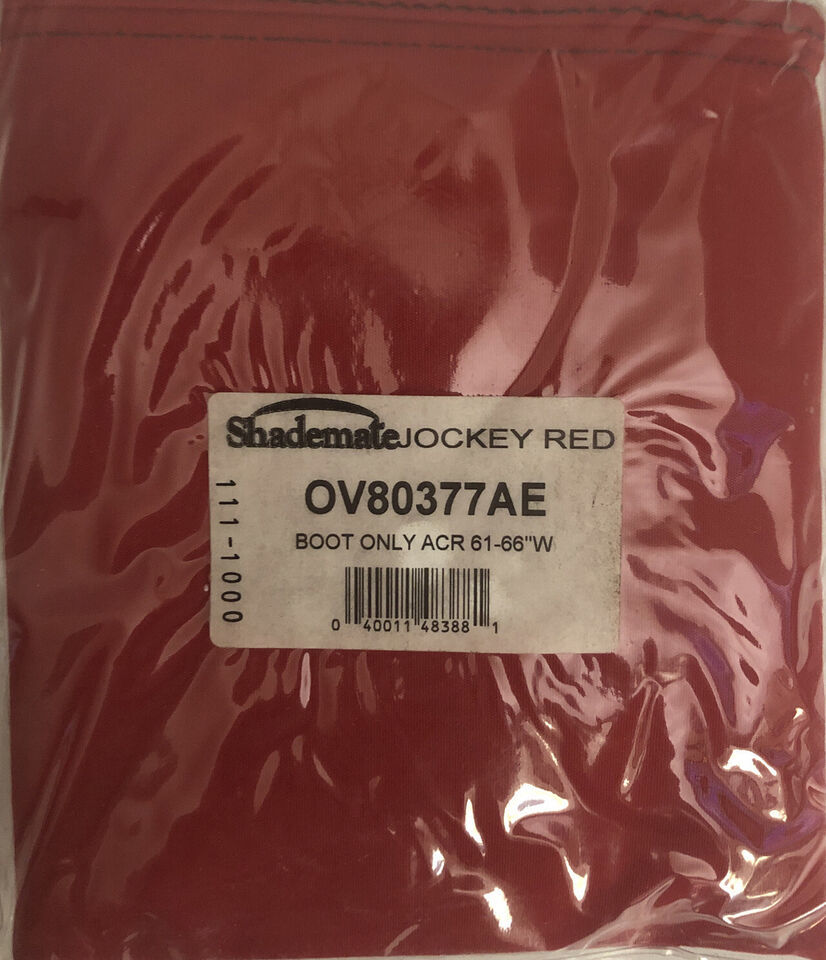 Shademate JOCKEY RED
OV80377AE
BOOT ONLY ACR 61-66"W
111-1000
0 40011 48388 1